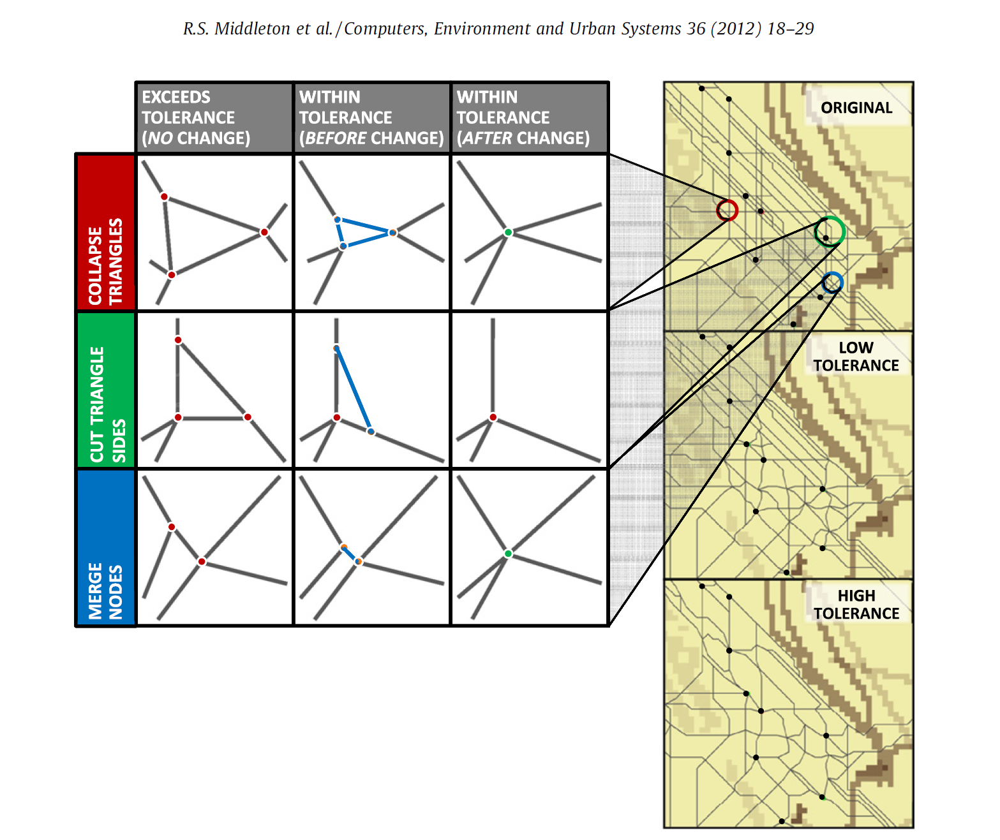 R.S. Middleton et al. / Computers, Environment and Urban Systems 36 (2012) 18–29
EXCEEDS
TOLERANCE
(NO CHANGE)
WITHIN
TOLERANCE
(BEFORE CHANGE)
WITHIN
TOLERANCE
(AFTER CHANGE)
COLLAPSE
TRIANGLES
CUT TRIANGLE
SIDES
MERGE
NODES
ORIGINAL
LOW
TOLERANCE
HIGH
TOLERANCE